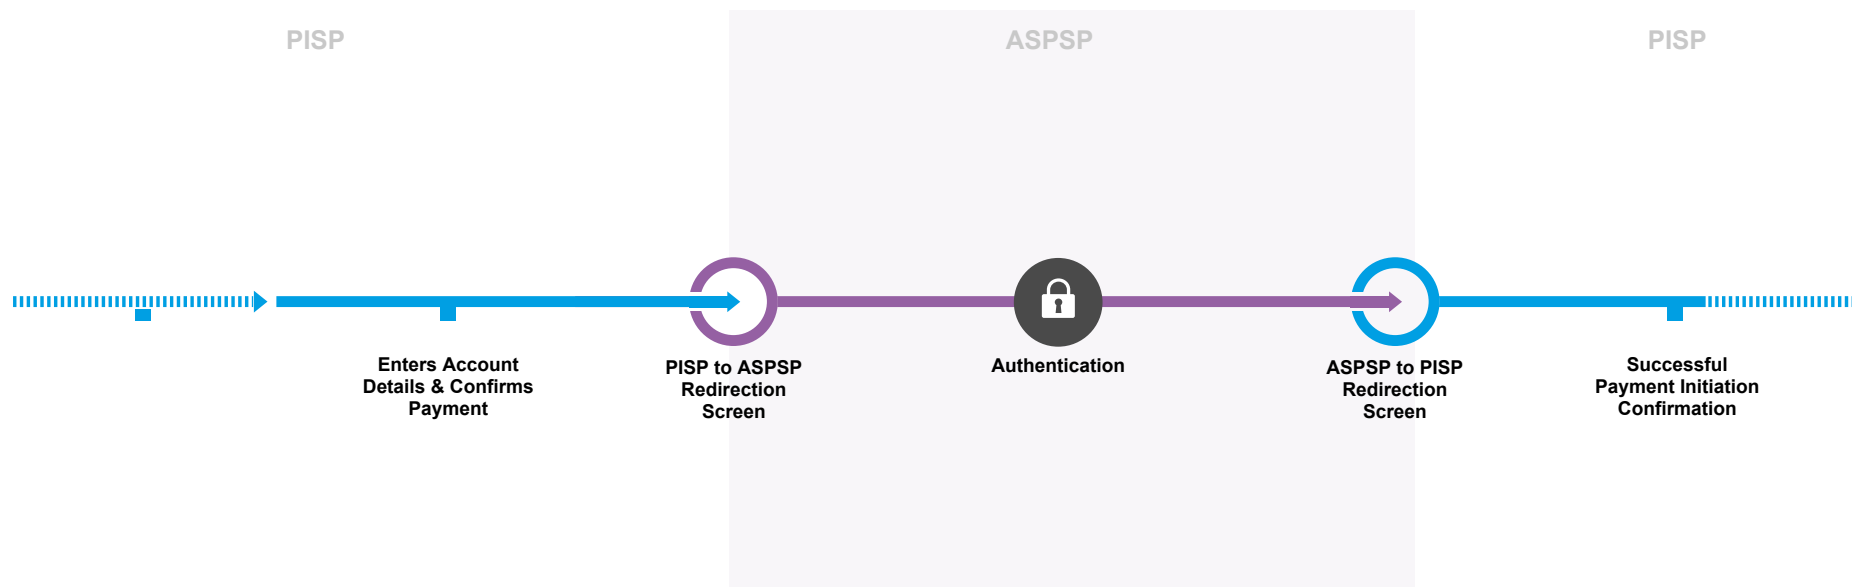 PISP
ASPSP
PISP
Enters Account
Details & Confirms
Payment
PISP to ASPSP
Redirection
Screen
Authentication
ASPSP to PISP
Redirection
Screen
Successful
Payment Initiation
Confirmation